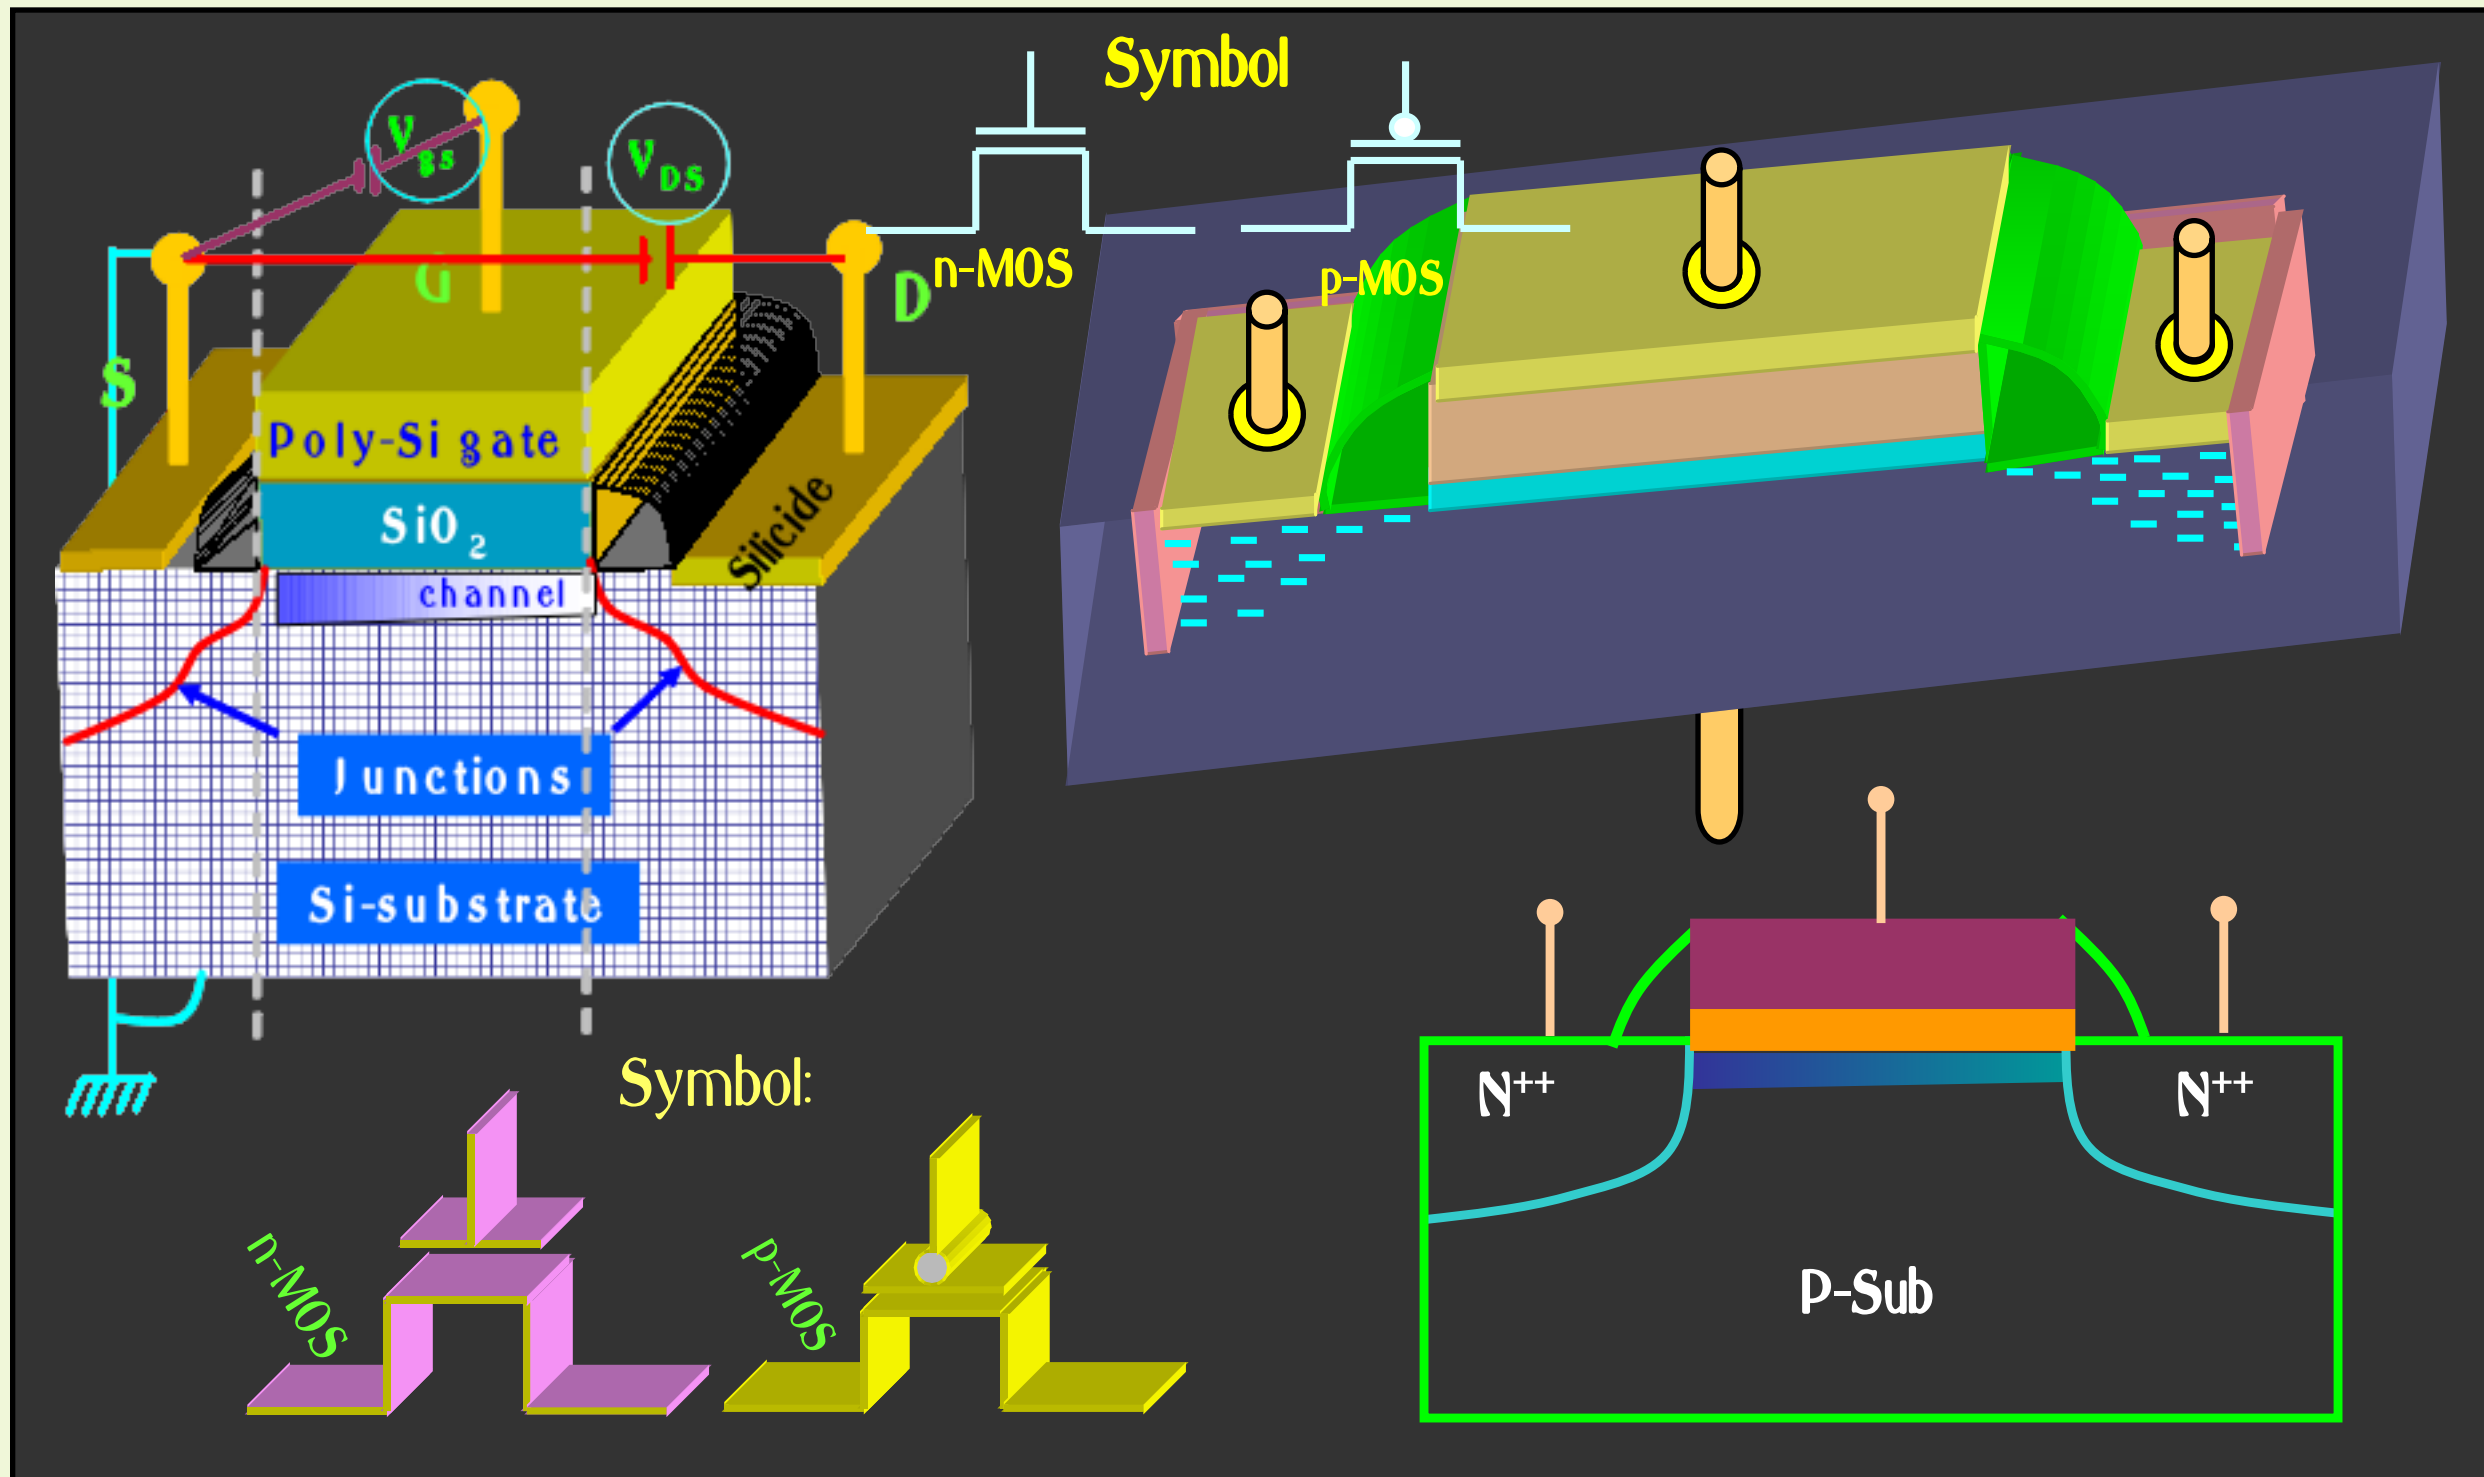 Symbol
V gs
V DS
G
D
n-MOS
p-MOS
S
Poly-Si gate
SiO 2
Silicide
channel
Junctions
Si-substrate
Symbol:
n-MOS
p-MOS
N++
N++
P-Sub